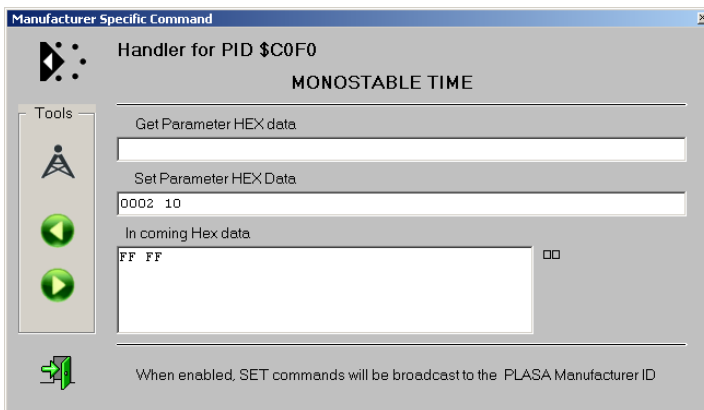 Manufacturer Specific Command
Handler for PID $C0F0
MONOSTABLE TIME
Tools
Get Parameter HEX data
Set Parameter HEX Data
0002 10
In coming Hex data
FF FF
When enabled, SET commands will be broadcast to the PLASA Manufacturer ID